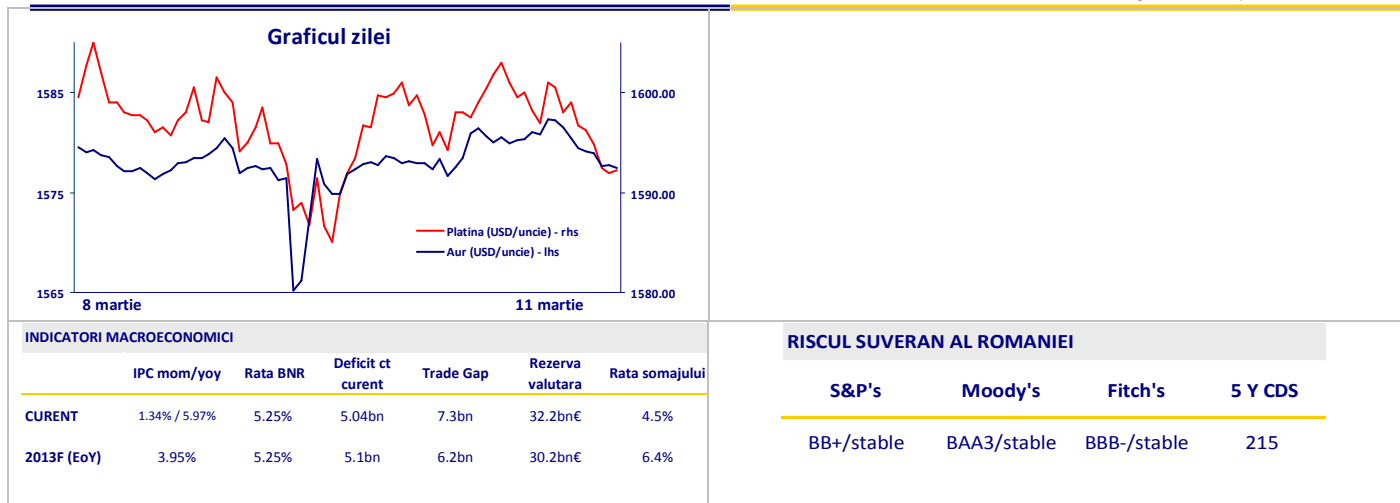 Graficul zilei
1585
1575
1565
1600.00
1590.00
1580.00
Platina (USD/uncie) - rhs
Aur (USD/uncie) - lhs
8 martie
11 martie
INDICATORI MACROECONOMICI
IPC mom/yoy Rata BNR Deficit ct curent Trade Gap Rezerva valutara Rata somajului
CURENT 1.34% / 5.97% 5.25% 5.04bn 7.3bn 32.2bn€ 4.5%
2013F (EoY) 3.95% 5.25% 5.1bn 6.2bn 30.2bn€ 6.4%
RISCUL SUVERAN AL ROMANIEI
S&P's Moody's Fitch's 5 Y CDS
BB+/stable BAA3/stable BBB-/stable 215